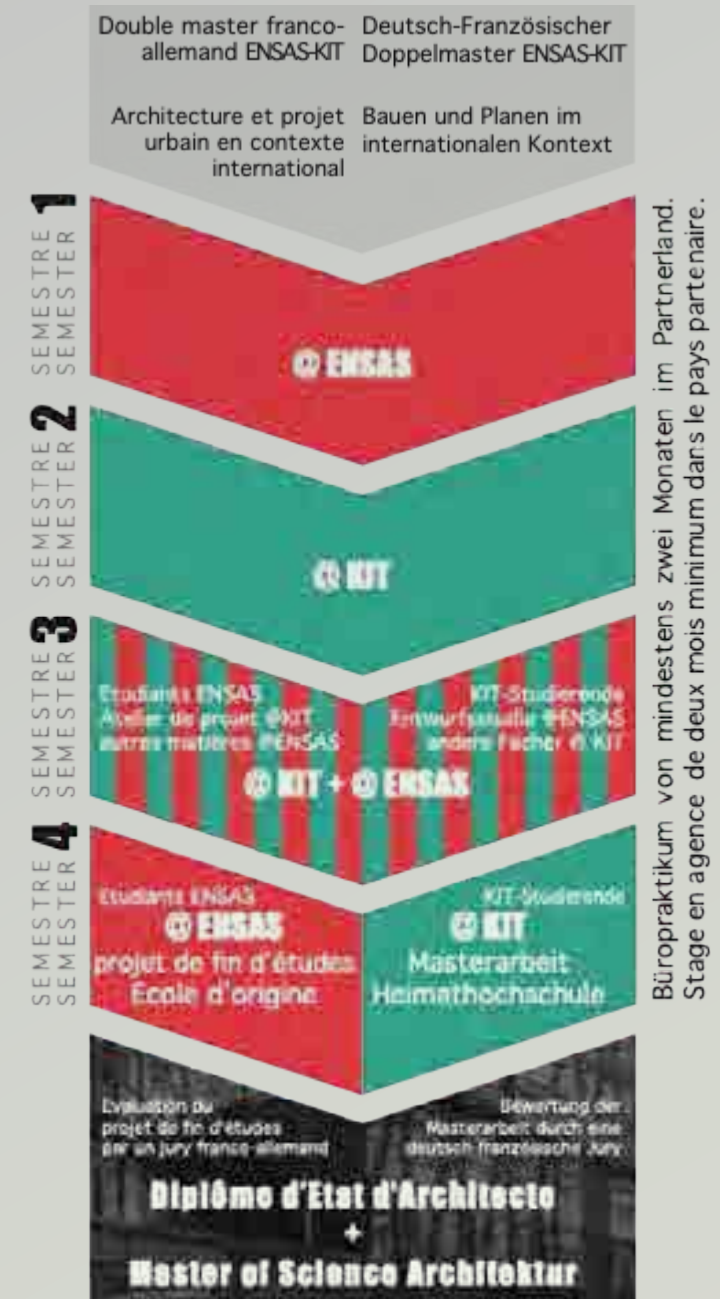 Double master franco-
allemand ENSAS-KIT
Deutsch-Französischer
Doppelmaster ENSAS-KIT
Architecture et projet
urbain en contexte
international
Bauen und Planen im
internationalen Kontext
SEMESTRE
SEMESTER 1
@ ENSAS
SEMESTRE
SEMESTER 2
@ KIT
SEMESTRE
SEMESTER 3
Etudiants ENSAS
Atelier de projet @KIT
autres matières @ENSAS
KIT-Studierende
Entwurfsstudio @ENSAS
andere Fächer @ KIT
@ KIT + @ ENSAS
SEMESTRE
SEMESTER 4
Etudiants ENSAS
@ ENSAS
projet de fin d'études
Ecole d'origine
KIT-Studierende
@ KIT
Masterarbeit
Heimathochschule
Evaluation du
projet de fin d'études
par un jury franco-allemand
Bewertung der
Masterarbeit durch eine
deutsch-französische Jury
Diplôme d'Etat d'Architecte
+
Master of Science Architektur
Büropraktikum von mindestens zwei Monaten im Partnerland.
Stage en agence de deux mois minimum dans le pays partenaire.